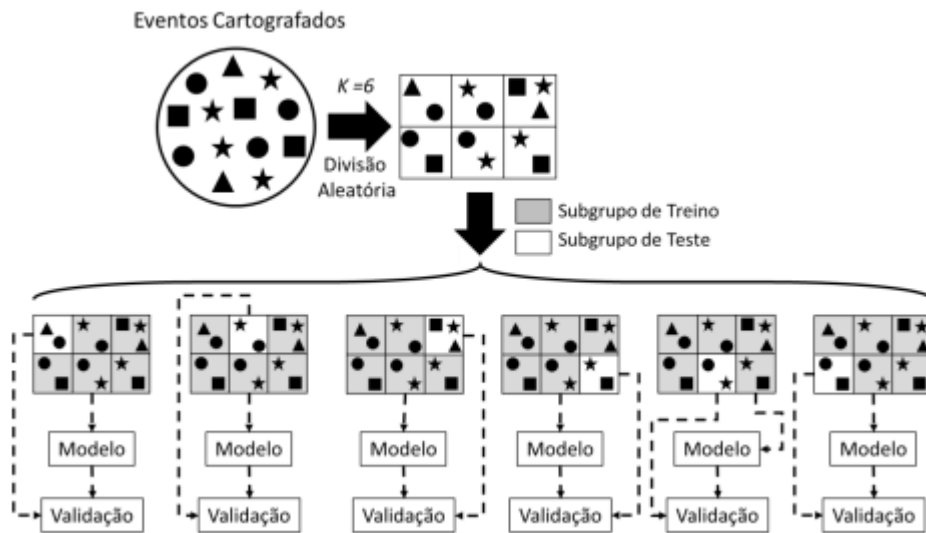 Eventos Cartografados
K =6
Divisão
Aleatória
Subgrupo de Treino
Subgrupo de Teste
Modelo
Modelo
Modelo
Modelo
Modelo
Modelo
Validação
Validação
Validação
Validação
Validação
Validação